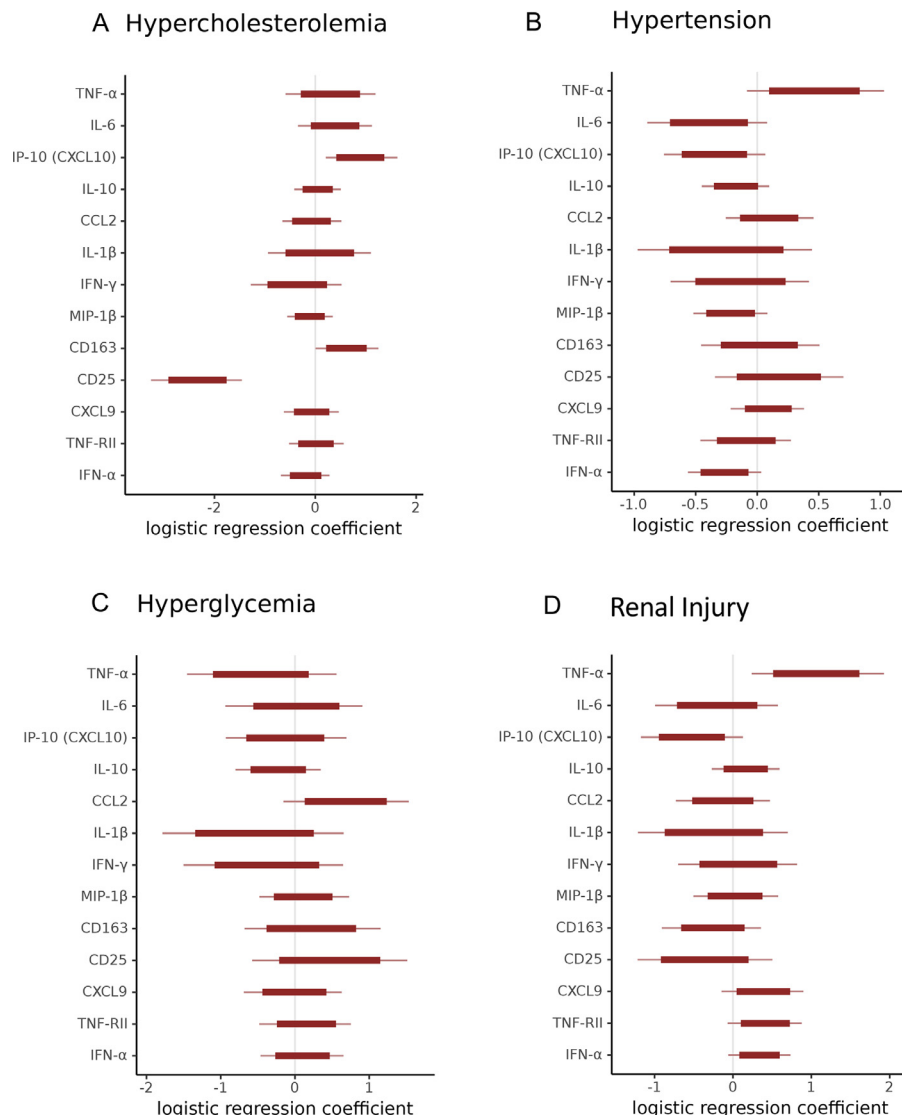 A Hypercholesterolemia
TNF-α
IL-6
IP-10 (CXCL10)
IL-10
CCL2
IL-1β
IFN-γ
MIP-1β
CD163
CD25
CXCL9
TNF-RII
IFN-α
-2 0 2
logistic regression coefficient
B Hypertension
TNF-α
IL-6
IP-10 (CXCL10)
IL-10
CCL2
IL-1β
IFN-γ
MIP-1β
CD163
CD25
CXCL9
TNF-RII
IFN-α
-1.0 -0.5 0.0 0.5 1.0
logistic regression coefficient
C Hyperglycemia
TNF-α
IL-6
IP-10 (CXCL10)
IL-10
CCL2
IL-1β
IFN-γ
MIP-1β
CD163
CD25
CXCL9
TNF-RII
IFN-α
-2 -1 0 1
logistic regression coefficient
D Renal Injury
TNF-α
IL-6
IP-10 (CXCL10)
IL-10
CCL2
IL-1β
IFN-γ
MIP-1β
CD163
CD25
CXCL9
TNF-RII
IFN-α
-1 0 1 2
logistic regression coefficient